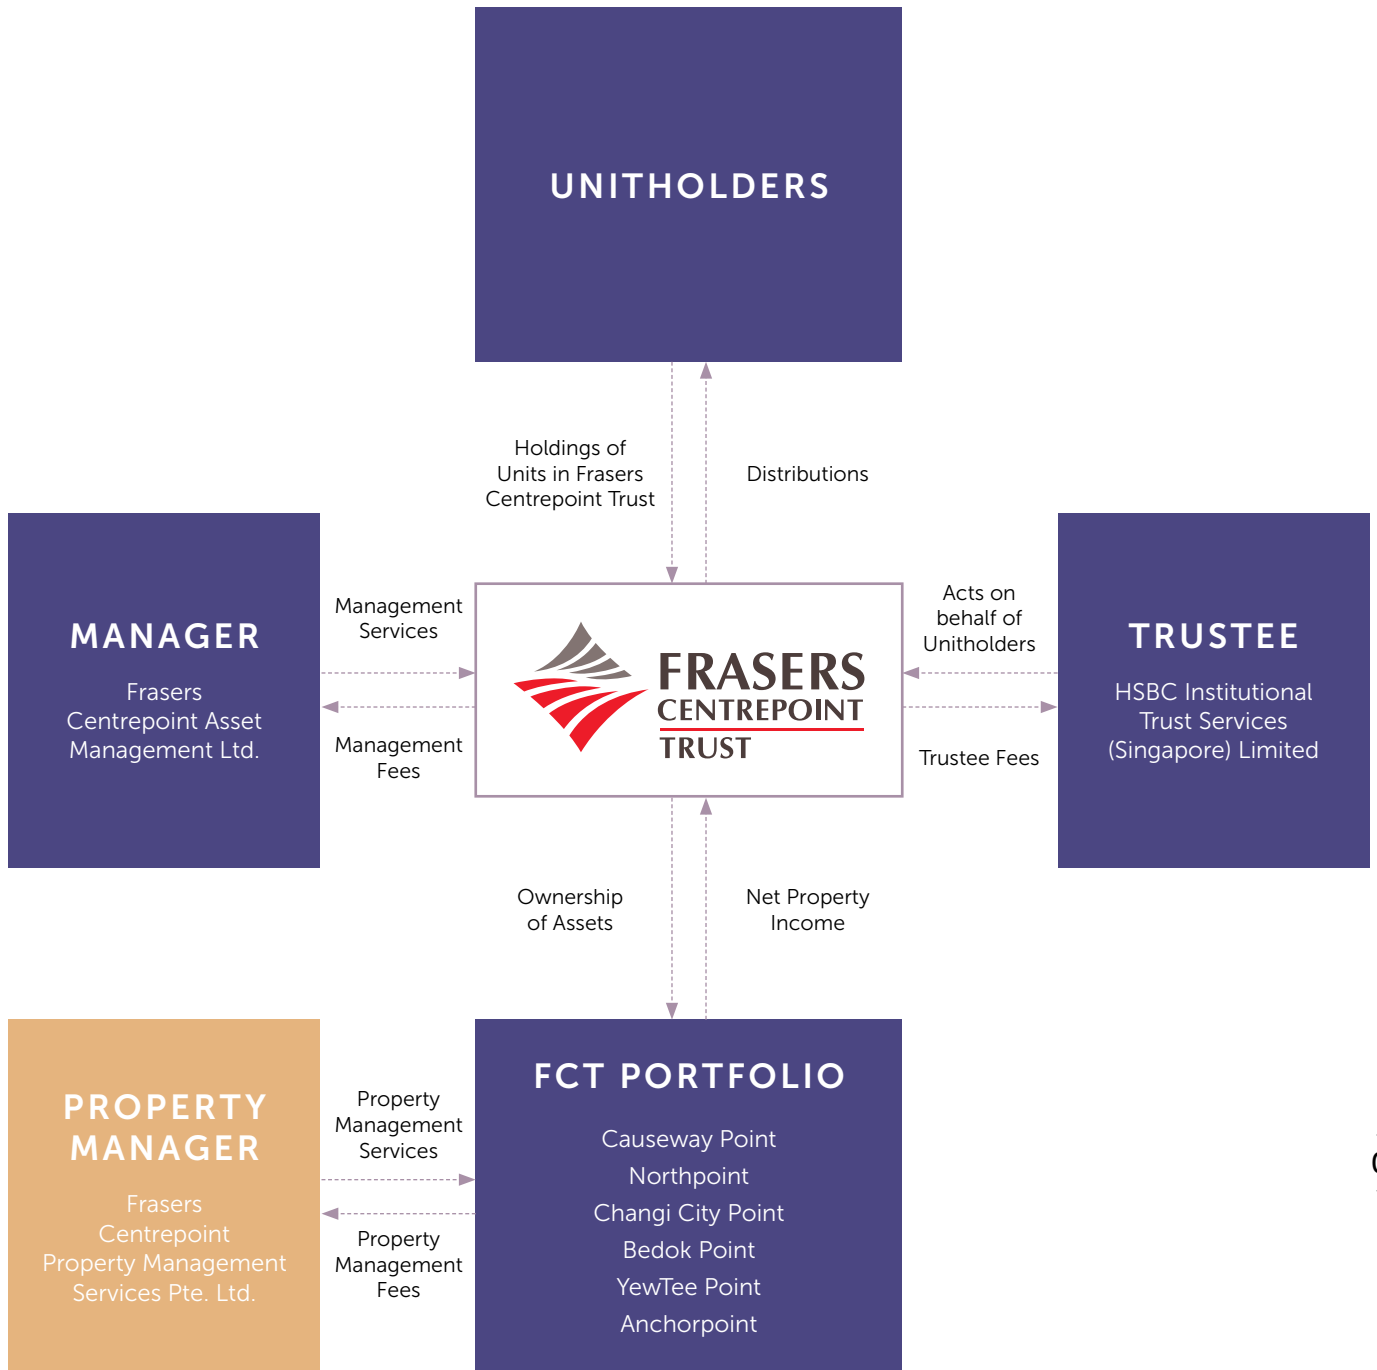 UNITHOLDERS
Holdings of
Units in Frasers
Centrepoint Trust
Distributions
MANAGER
Frasers
Centrepoint Asset
Management Ltd.
Management
Services
Management
Fees
FRASERS
CENTREPOINT
TRUST
Acts on
behalf of
Unitholders
Trustee Fees
TRUSTEE
HSBC Institutional
Trust Services
(Singapore) Limited
Ownership
of Assets
Net Property
Income
PROPERTY
MANAGER
Frasers
Centrepoint
Property Management
Services Pte. Ltd.
Property
Management
Services
Property
Management
Fees
FCT PORTFOLIO
Causeway Point
Northpoint
Changi City Point
Bedok Point
YewTee Point
Anchorpoint